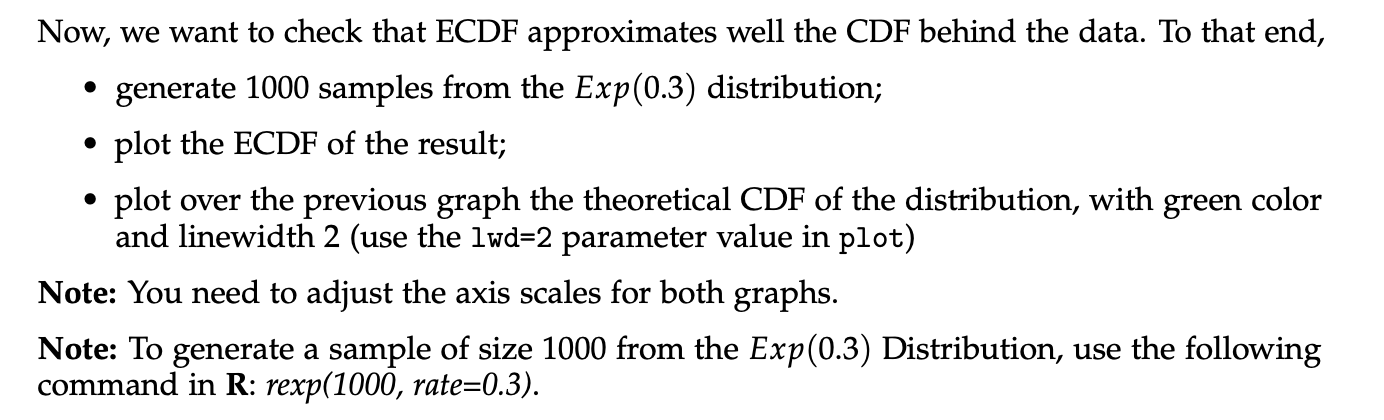 Now, we want to check that ECDF approximates well the CDF behind the data. To that end,
• generate 1000 samples from the Exp(0.3) distribution;
• plot the ECDF of the result;
• plot over the previous graph the theoretical CDF of the distribution, with green color
and linewidth 2 (use the lwd=2 parameter value in plot)
Note: You need to adjust the axis scales for both graphs.
Note: To generate a sample of size 1000 from the Exp(0.3) Distribution, use the following
command in R: rexp(1000, rate=0.3).